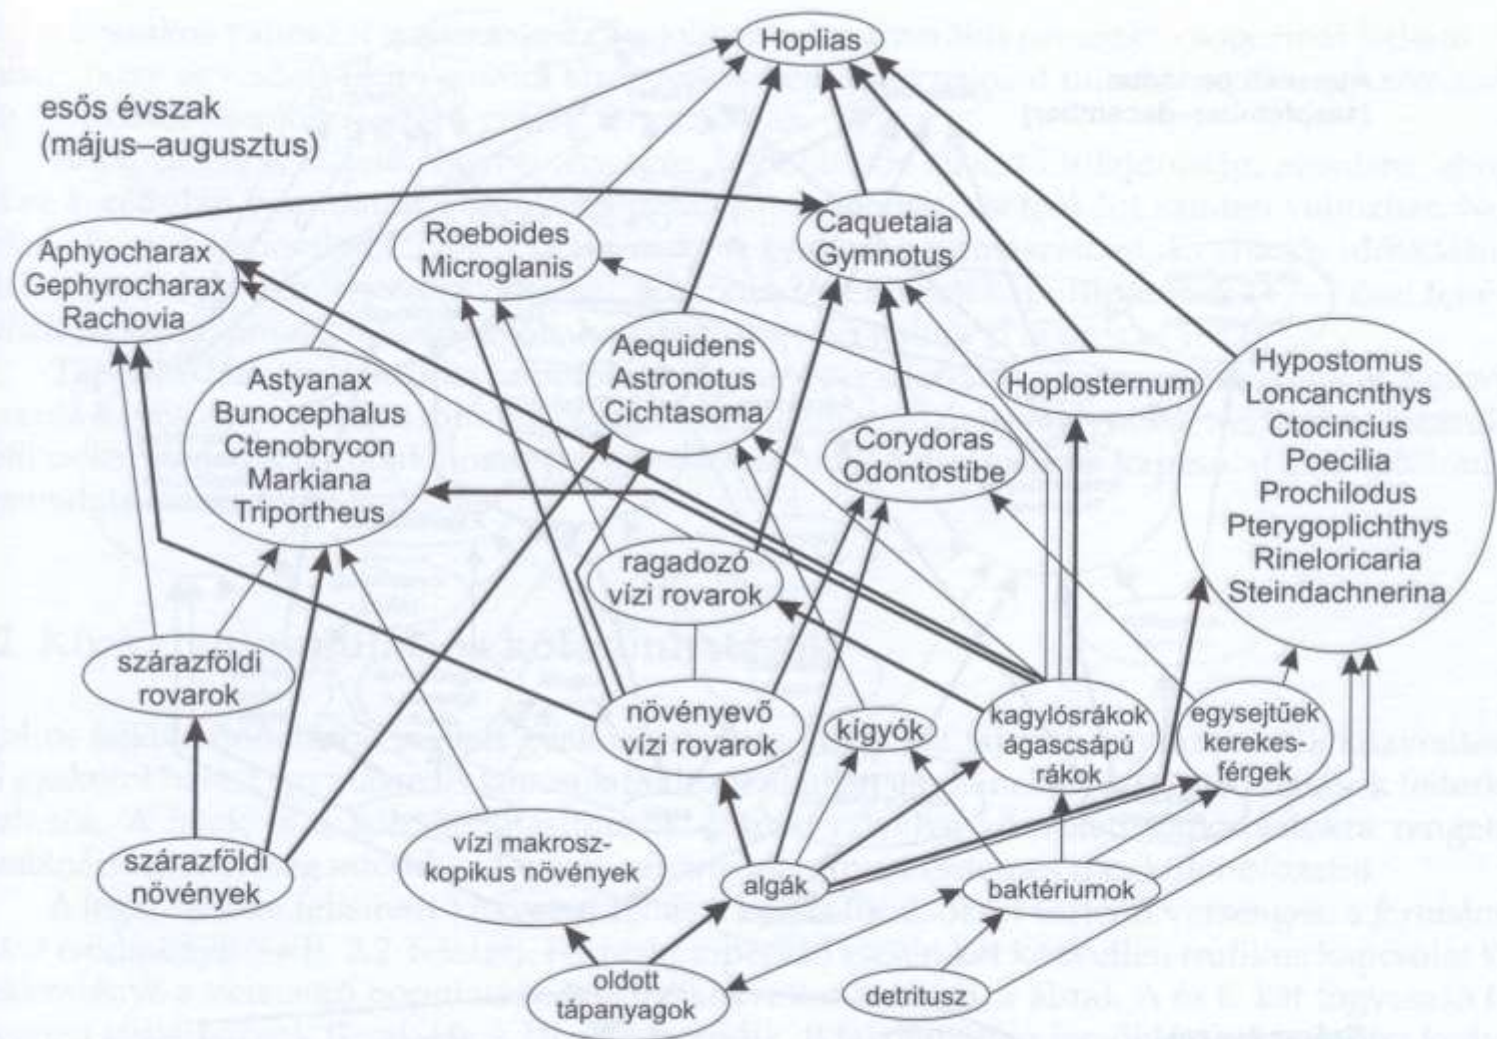 Hoplias
esős évszak
(május–augusztus)
Aphyocharax
Gephyrocharax
Rachovia
Roeboides
Microglanis
Caquetaia
Gymnotus
Astyanax
Bunocephalus
Ctenobrycon
Markiana
Triportheus
Aequidens
Astronotus
Cichtasoma
Hoplosternum
Corydoras
Odontostibe
Hypostomus
Loncancnthys
Ctocincius
Poecilia
Prochilodus
Pterygoplichthys
Rineloricaria
Steindachnerina
ragadozó
vízi rovarok
szárazföldi
rovarok
növényevő
vízi rovarok
kígyók
kagylósrákok
ágascsápú
rákok
egysejtűek
kerekes-
férgek
szárazföldi
növények
vízi makrosz-
kopikus növények
algák
baktériumok
oldott
tápanyagok
detritusz